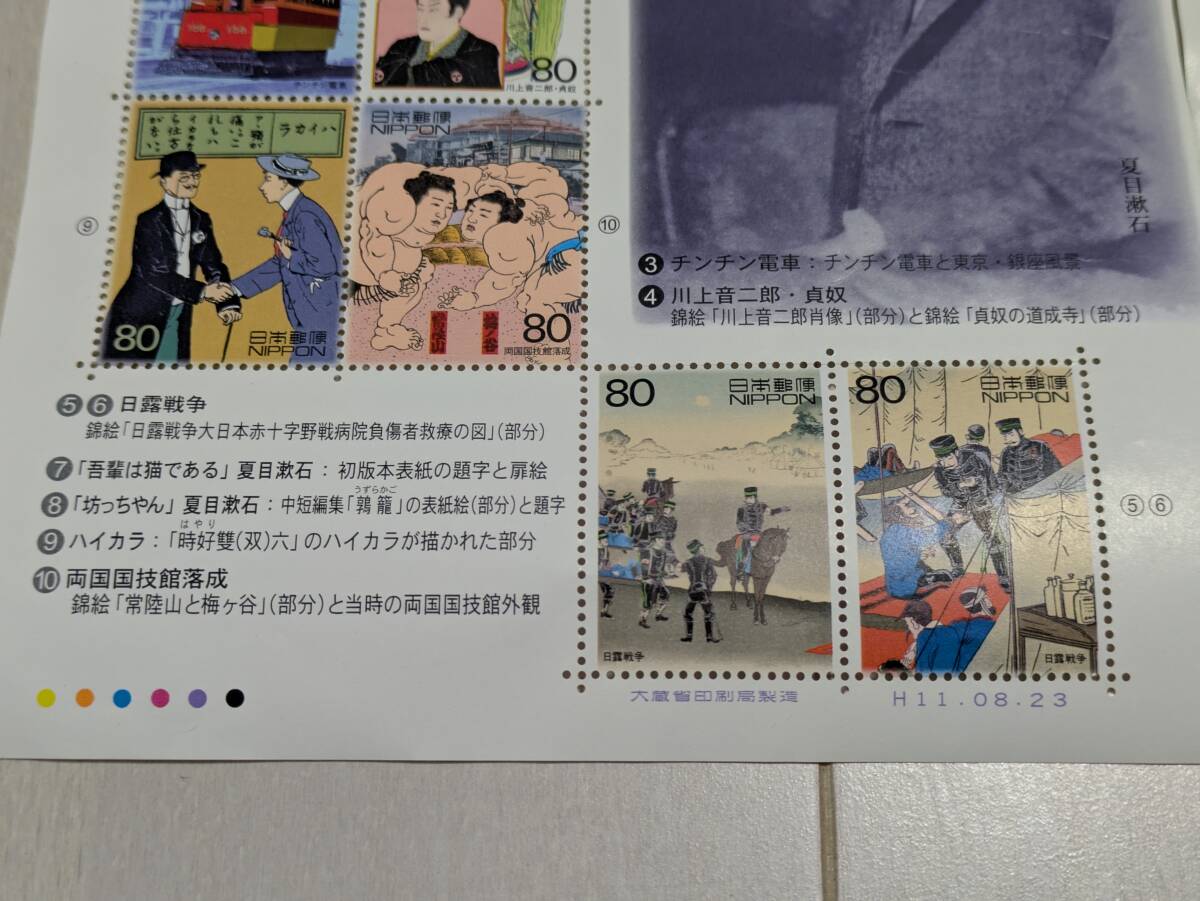 158
158
チンチン電車
80
川上音二郎・貞奴
ハイカラ
日本郵便
NIPPON
⑨
80
日本郵便
NIPPON
80
両国国技館落成
⑩
夏目漱石
❸ チンチン電車：チンチン電車と東京・銀座風景
❹ 川上音二郎・貞奴
錦絵「川上音二郎肖像」（部分）と錦絵「貞奴の道成寺」（部分）
❺❻ 日露戦争
錦絵「日露戦争大日本赤十字野戦病院負傷者救療の図」（部分）
❼「吾輩は猫である」夏目漱石：初版本表紙の題字と扉絵
うずらかご
❽「坊っちゃん」夏目漱石：中短編集「鶉籠」の表紙絵（部分）と題字
はやり
❾ ハイカラ：「時好雙（双）六」のハイカラが描かれた部分
❿ 両国国技館落成
錦絵「常陸山と梅ヶ谷」（部分）と当時の両国国技館外観
80
日本郵便
NIPPON
日露戦争
80
日本郵便
NIPPON
日露戦争
⑤⑥
大蔵省印刷局製造
H11.08.23